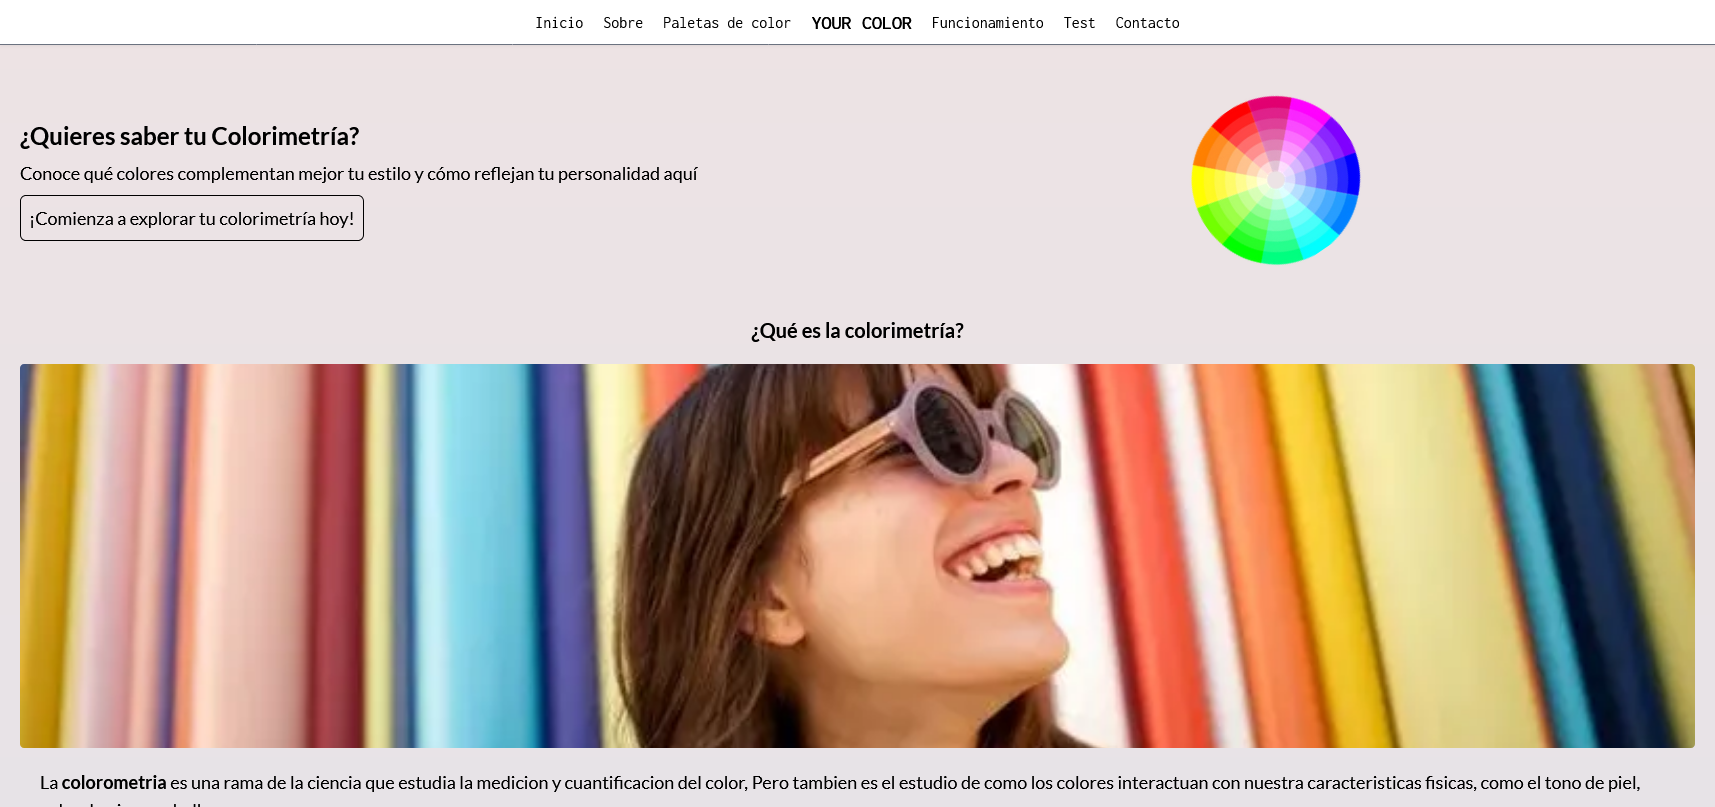 Inicio Sobre Paletas de color YOUR COLOR Funcionamiento Test Contacto
¿Quieres saber tu Colorimetría?
Conoce qué colores complementan mejor tu estilo y cómo reflejan tu personalidad aquí
¡Comienza a explorar tu colorimetría hoy!
¿Qué es la colorimetría?
La colorometria es una rama de la ciencia que estudia la medicion y cuantificacion del color, Pero tambien es el estudio de como los colores interactuan con nuestra caracteristicas fisicas, como el tono de piel,